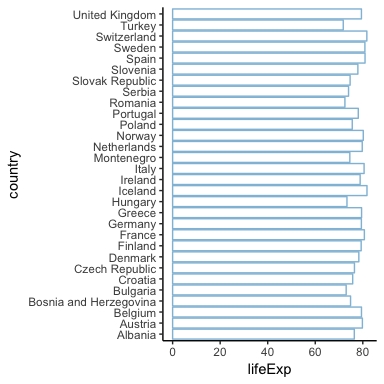 United Kingdom
Turkey
Switzerland
Sweden
Spain
Slovenia
Slovak Republic
Serbia
Romania
Portugal
Poland
Norway
Netherlands
Montenegro
Italy
Ireland
Iceland
Hungary
Greece
Germany
France
Finland
Denmark
Czech Republic
Croatia
Bulgaria
Bosnia and Herzegovina
Belgium
Austria
Albania
country
0 20 40 60 80
lifeExp